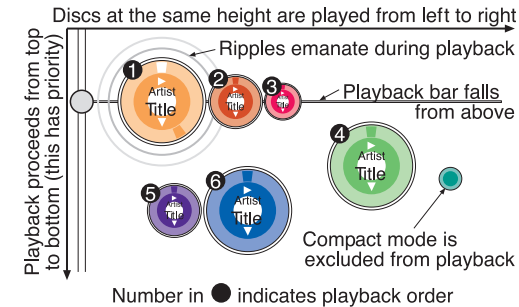 Discs at the same height are played from left to right
Playback proceeds from top
to bottom (this has priority)
Ripples emanate during playback
Playback bar falls
from above
1
Artist
Title
2
Artist
Title
3
Artist
Title
4
Artist
Title
5
Artist
Title
6
Artist
Title
Compact mode is
excluded from playback
Number in ● indicates playback order